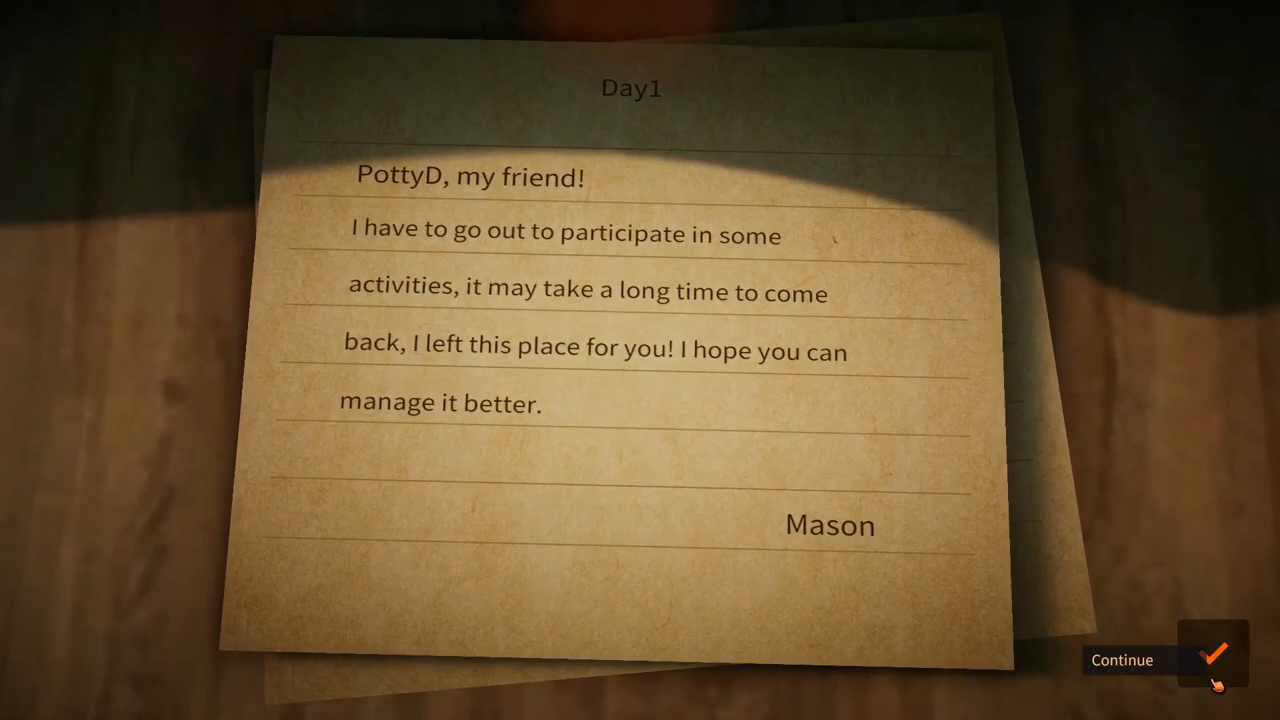 Day1
PottyD, my friend!
I have to go out to participate in some
activities, it may take a long time to come
back, I left this place for you! I hope you can
manage it better.
Mason
Continue